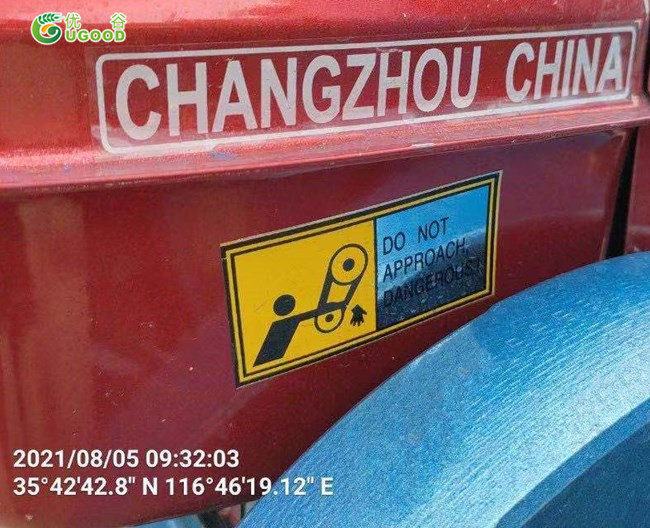 优谷
UGOOD
CHANGZHOU CHINA
DO NOT
APPROACH,
DANGEROUS!
2021/08/05 09:32:03
35°42'42.8" N 116°46'19.12" E